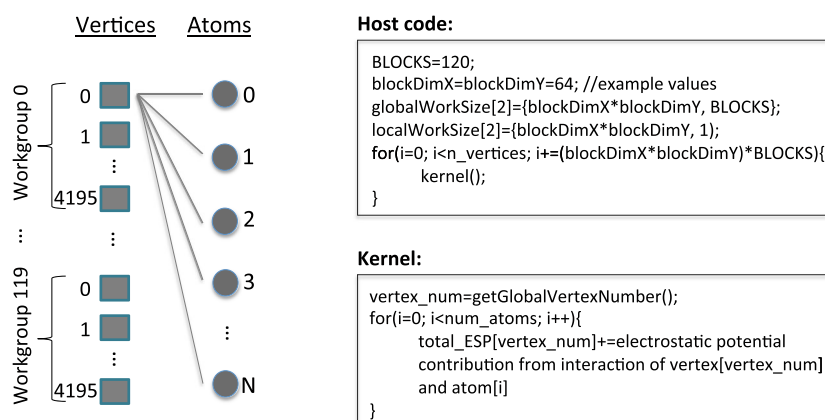 Vertices Atoms
Workgroup 0
0
1
...
4195
...
...
Workgroup 119
0
1
...
4195
0
1
2
3
...
N
Host code:
BLOCKS=120;
blockDimX=blockDimY=64; //example values
globalWorkSize[2]={blockDimX*blockDimY, BLOCKS};
localWorkSize[2]={blockDimX*blockDimY, 1);
for(i=0; i<n_vertices; i+=(blockDimX*blockDimY)*BLOCKS){
kernel();
}
Kernel:
vertex_num=getGlobalVertexNumber();
for(i=0; i<num_atoms; i++){
total_ESP[vertex_num]+=electrostatic potential
contribution from interaction of vertex[vertex_num]
and atom[i]
}